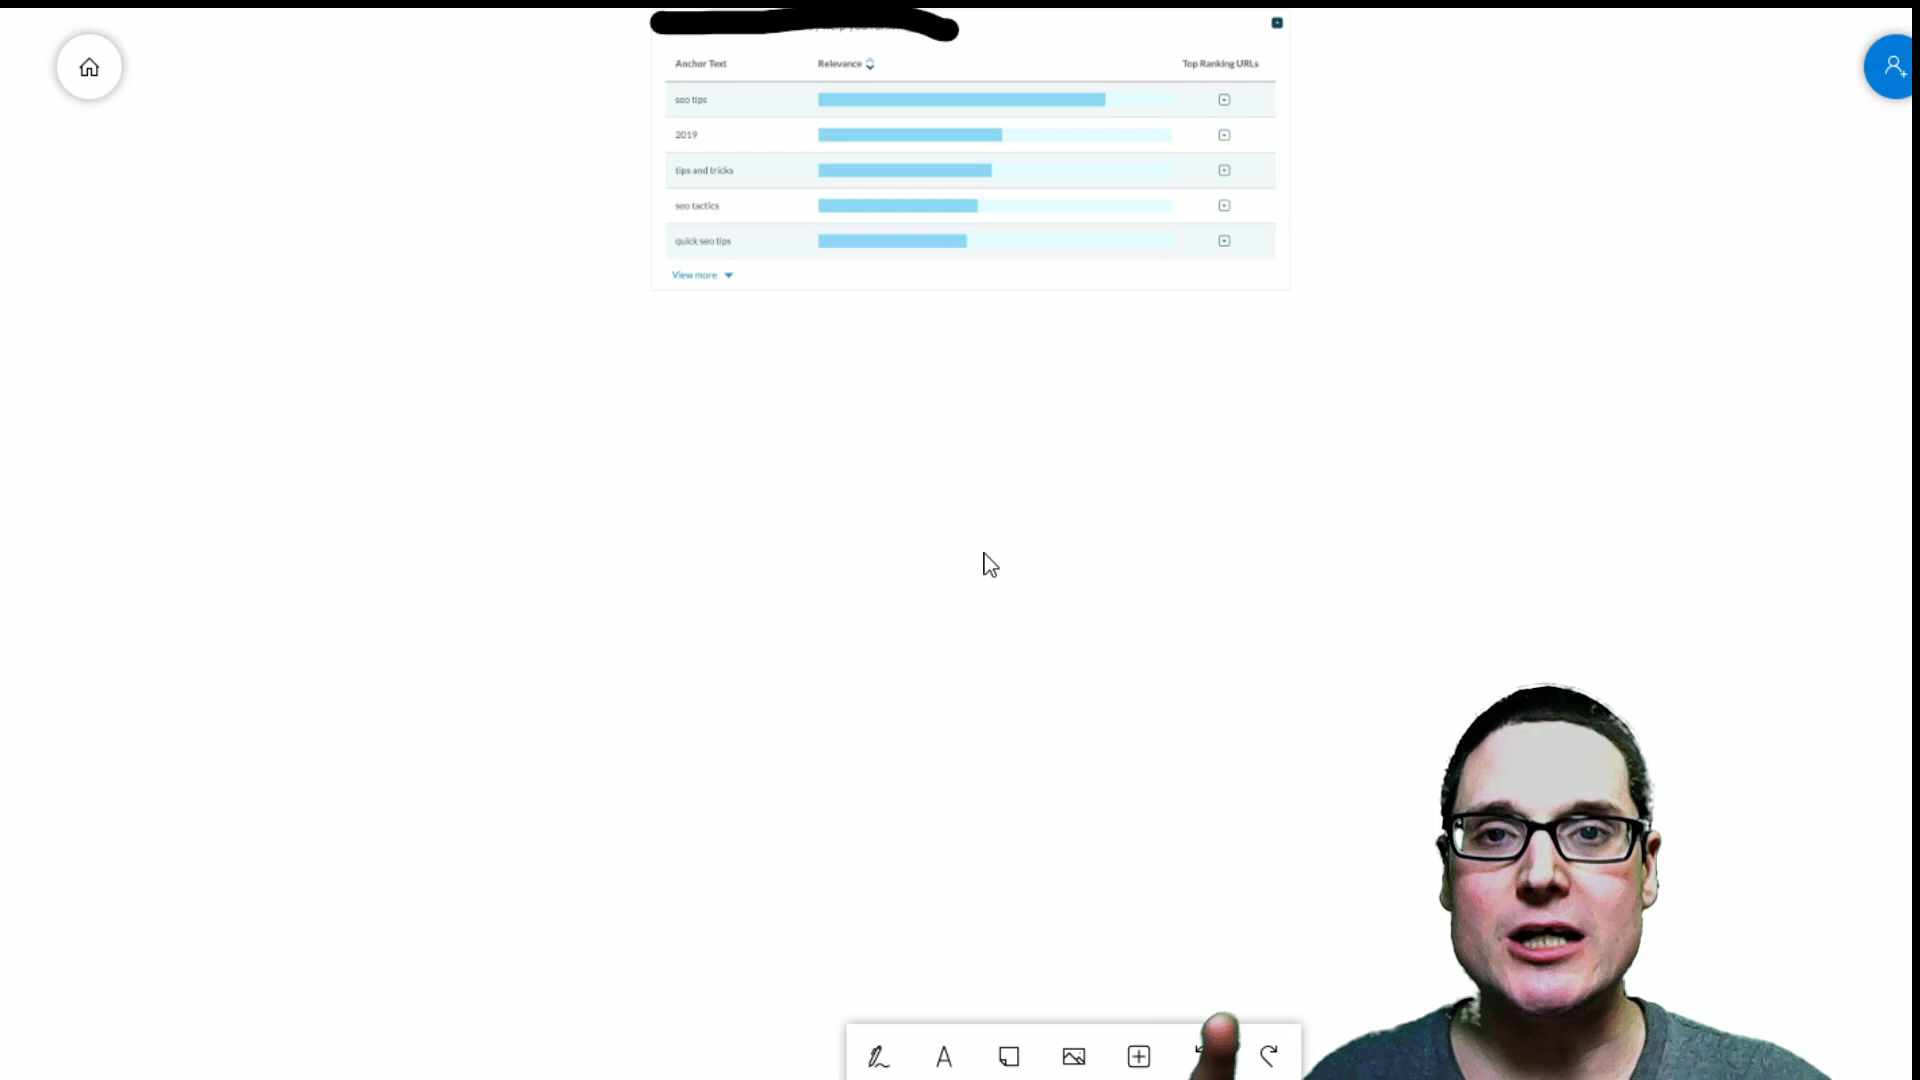 Anchor Text Relevance Top Ranking URLs
seo tips
2019
tips and tricks
seo tactics
quick seo tips
View more